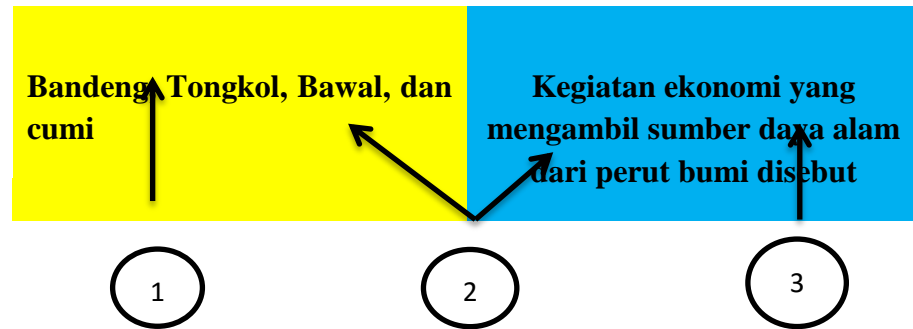 Bandeng, Tongkol, Bawal, dan
cumi
Kegiatan ekonomi yang
mengambil sumber daya alam
dari perut bumi disebut
1
2
3